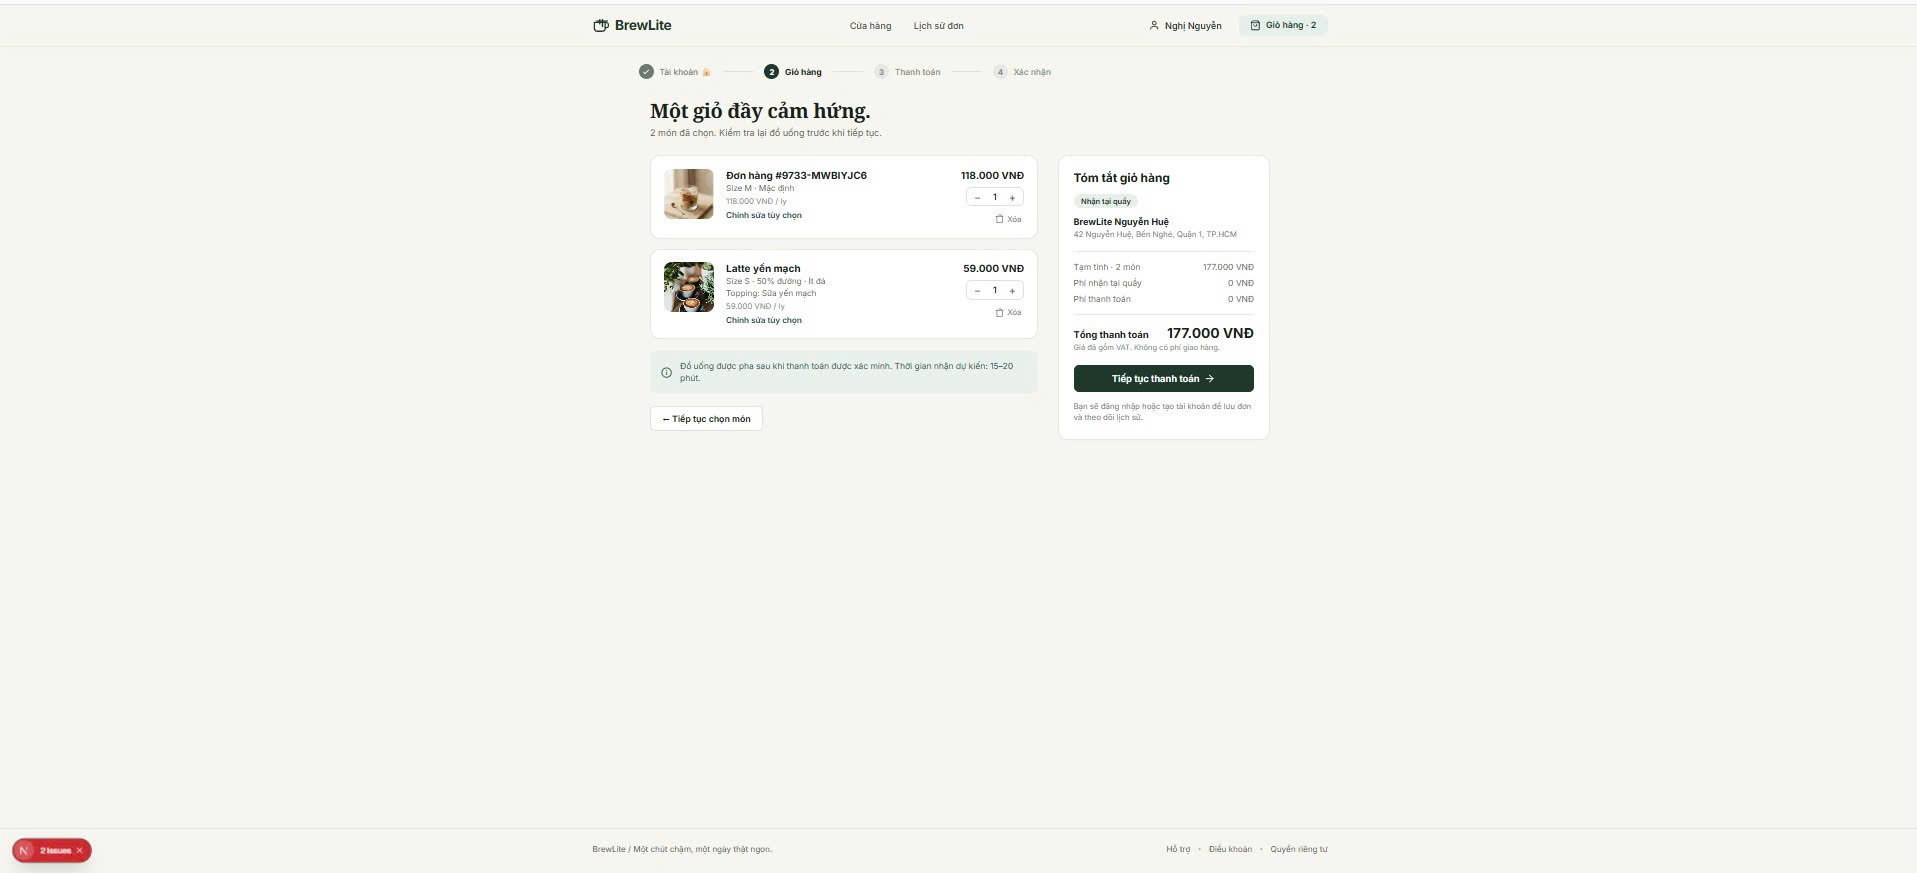 BrewLite
Cửa hàng
Lịch sử đơn
Nghị Nguyễn
Giỏ hàng · 2
Tài khoản
2 Giỏ hàng
3 Thanh toán
4 Xác nhận
Một giỏ đầy cảm hứng.
2 món đã chọn. Kiểm tra lại đồ uống trước khi tiếp tục.
Đơn hàng #9733-MWBIYJC6
118.000 VNĐ
Size M · Mặc định
118.000 VNĐ / ly
− 1 +
Chỉnh sửa tùy chọn
Xóa
Latte yến mạch
59.000 VNĐ
Size S · 50% đường · Ít đá
Topping: Sữa yến mạch
59.000 VNĐ / ly
− 1 +
Chỉnh sửa tùy chọn
Xóa
Đồ uống được pha sau khi thanh toán được xác minh. Thời gian nhận dự kiến: 15–20
phút.
← Tiếp tục chọn món
Tóm tắt giỏ hàng
Nhận tại quầy
BrewLite Nguyễn Huệ
42 Nguyễn Huệ, Bến Nghé, Quận 1, TP.HCM
Tạm tính · 2 món 177.000 VNĐ
Phí nhận tại quầy 0 VNĐ
Phí thanh toán 0 VNĐ
Tổng thanh toán 177.000 VNĐ
Giá đã gồm VAT. Không có phí giao hàng.
Tiếp tục thanh toán →
Bạn sẽ đăng nhập hoặc tạo tài khoản để lưu đơn
và theo dõi lịch sử.
N 2 Issues ×
BrewLite / Một chút chậm, một ngày thật ngon.
Hỗ trợ • Điều khoản • Quyền riêng tư